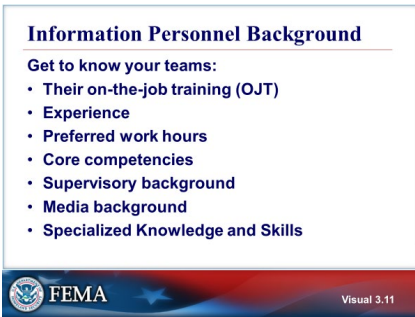 Information Personnel Background
Get to know your teams:
• Their on-the-job training (OJT)
• Experience
• Preferred work hours
• Core competencies
• Supervisory background
• Media background
• Specialized Knowledge and Skills
FEMA
Visual 3.11